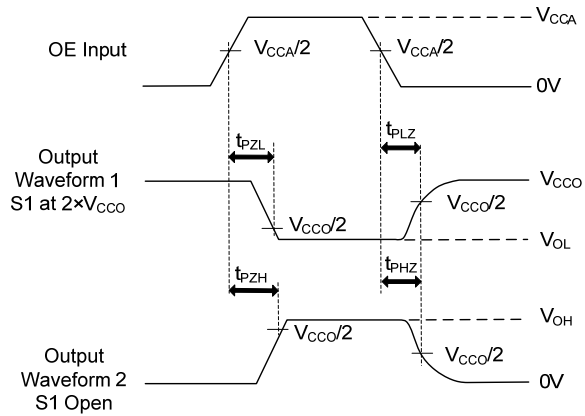 OE Input
V_CCA/2
V_CCA/2
V_CCA
0V
t_PZL
t_PLZ
Output
Waveform 1
S1 at 2×V_CCO
V_CCO/2
V_CCO/2
V_CCO
V_OL
t_PZH
t_PHZ
Output
Waveform 2
S1 Open
V_CCO/2
V_CCO/2
V_OH
0V